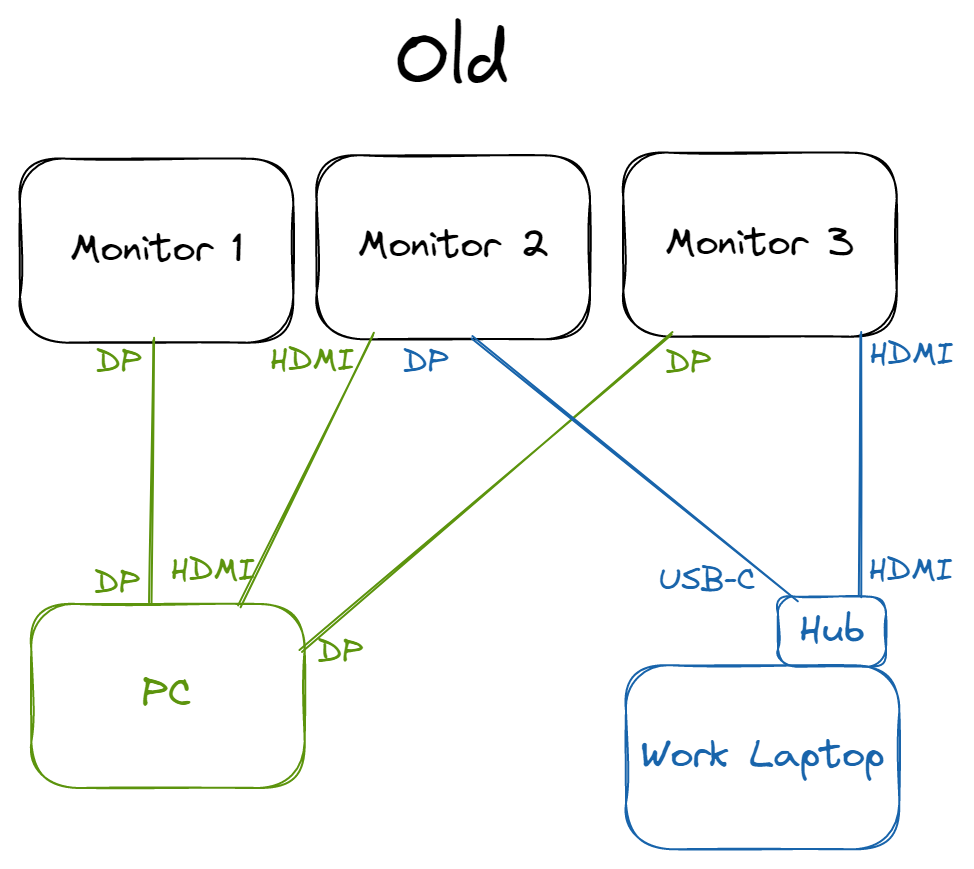 Old
Monitor 1
Monitor 2
Monitor 3
DP
HDMI
DP
DP
HDMI
DP
HDMI
USB-C
HDMI
DP
Hub
PC
Work Laptop